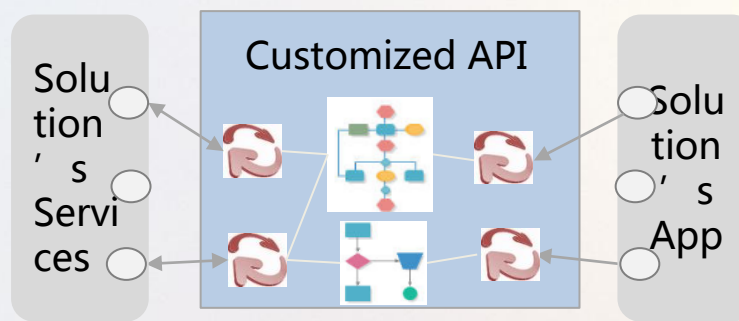 Solu
tion
’ s
Servi
ces
Customized API
Solu
tion
’ s
App